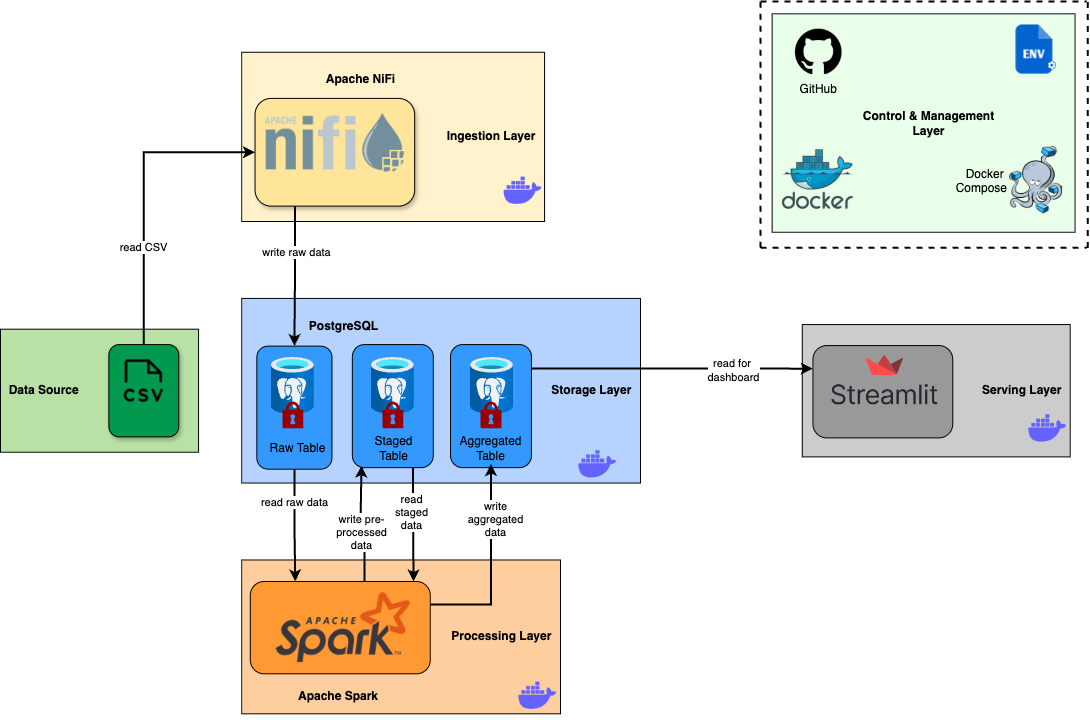 GitHub
ENV
Control & Management
Layer
docker
Docker
Compose
Apache NiFi
APACHE
nifi
Ingestion Layer
read CSV
write raw data
Data Source
CSV
PostgreSQL
Storage Layer
Raw Table
Staged
Table
Aggregated
Table
read for
dashboard
Streamlit
Serving Layer
read raw data
write pre-
processed
data
read
staged
data
write
aggregated
data
APACHE
Spark
TM
Processing Layer
Apache Spark